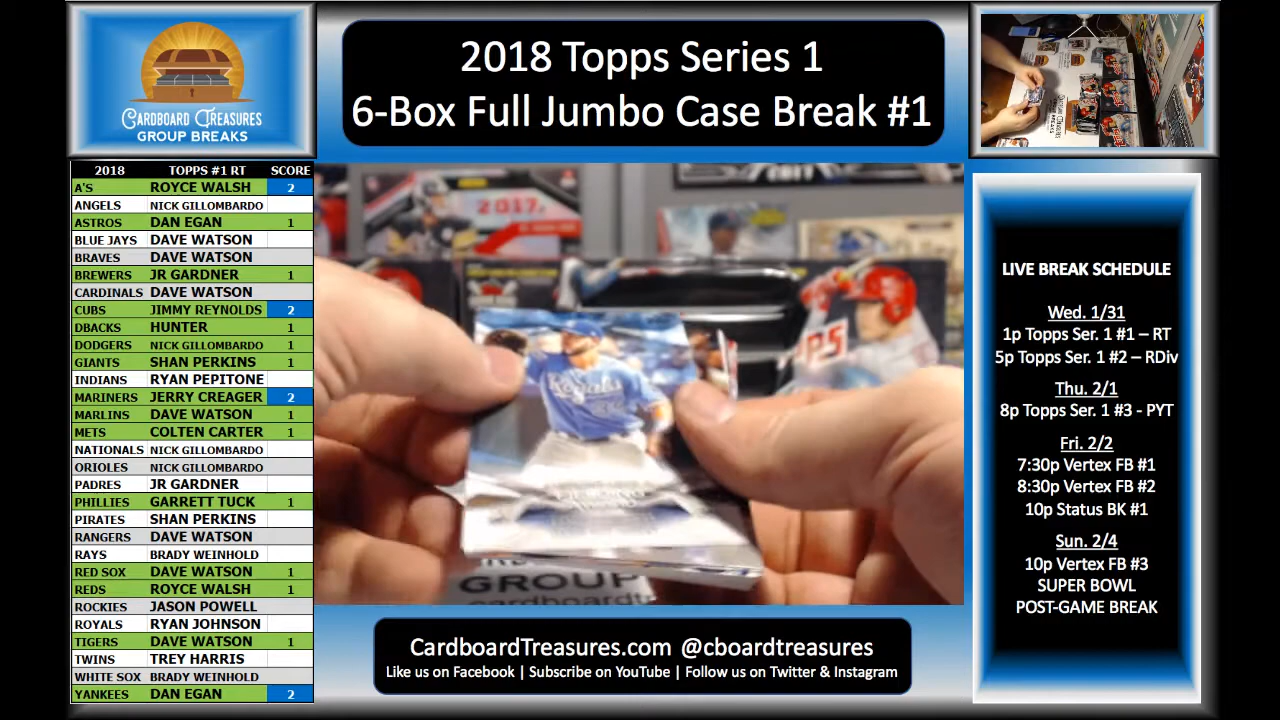 CARDBOARD TREASURES
GROUP BREAKS
2018 Topps Series 1
6-Box Full Jumbo Case Break #1
2018 TOPPS #1 RT SCORE
A'S ROYCE WALSH 2
ANGELS NICK GILLOMBARDO
ASTROS DAN EGAN 1
BLUE JAYS DAVE WATSON
BRAVES DAVE WATSON
BREWERS JR GARDNER 1
CARDINALS DAVE WATSON
CUBS JIMMY REYNOLDS 2
DBACKS HUNTER 1
DODGERS NICK GILLOMBARDO 1
GIANTS SHAN PERKINS 1
INDIANS RYAN PEPITONE
MARINERS JERRY CREAGER 2
MARLINS DAVE WATSON 1
METS COLTEN CARTER 1
NATIONALS NICK GILLOMBARDO
ORIOLES NICK GILLOMBARDO
PADRES JR GARDNER
PHILLIES GARRETT TUCK 1
PIRATES SHAN PERKINS
RANGERS DAVE WATSON
RAYS BRADY WEINHOLD
RED SOX DAVE WATSON 1
REDS ROYCE WALSH 1
ROCKIES JASON POWELL
ROYALS RYAN JOHNSON
TIGERS DAVE WATSON 1
TWINS TREY HARRIS
WHITE SOX BRADY WEINHOLD
YANKEES DAN EGAN 2
2017
Royals
GROUP
LIVE BREAK SCHEDULE
Wed. 1/31
1p Topps Ser. 1 #1 – RT
5p Topps Ser. 1 #2 – RDiv
Thu. 2/1
8p Topps Ser. 1 #3 - PYT
Fri. 2/2
7:30p Vertex FB #1
8:30p Vertex FB #2
10p Status BK #1
Sun. 2/4
10p Vertex FB #3
SUPER BOWL
POST-GAME BREAK
CardboardTreasures.com @cboardtreasures
Like us on Facebook | Subscribe on YouTube | Follow us on Twitter & Instagram